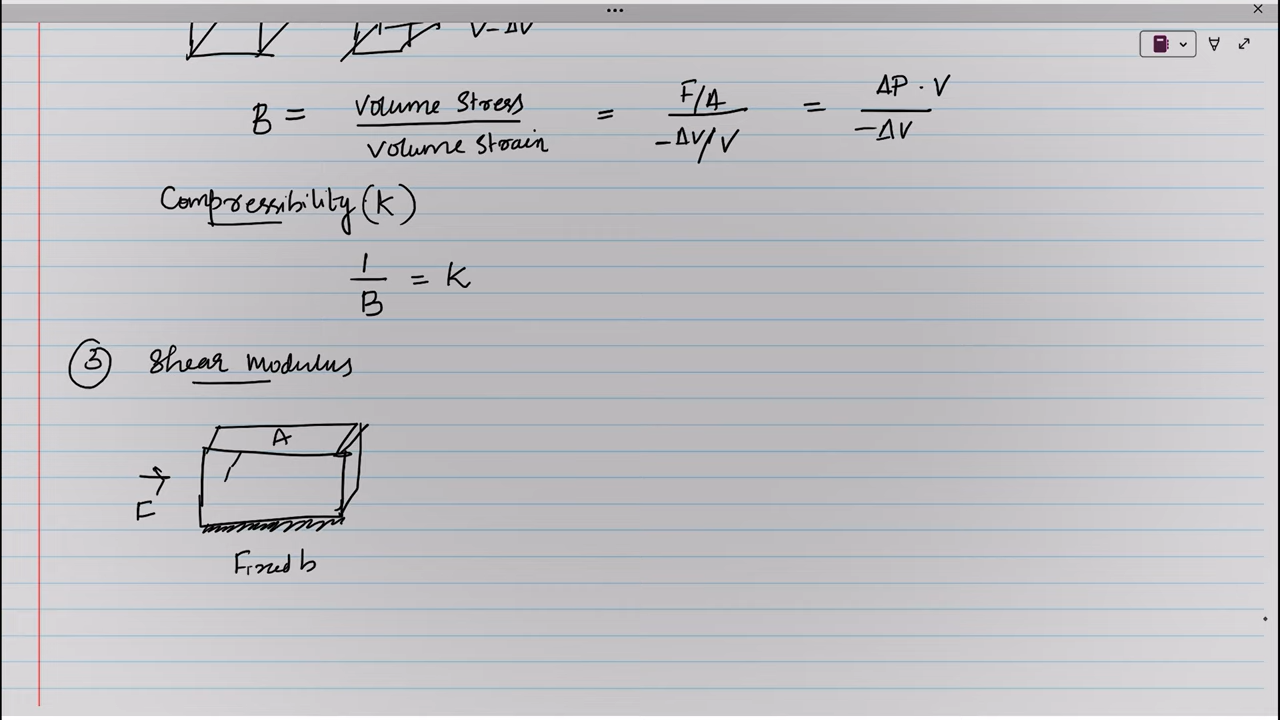 V-ΔV
B = Volume Stress / Volume Strain = F/A / -ΔV/V = ΔP · V / -ΔV
Compressibility (K)
1 / B = K
3 Shear Modulus
A
F
Fixed b